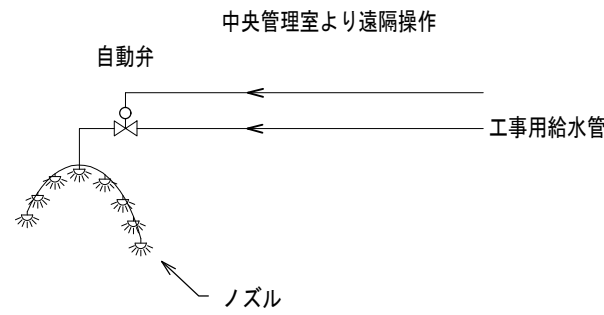 中央管理室より遠隔操作
自動弁
工事用給水管
ノズル